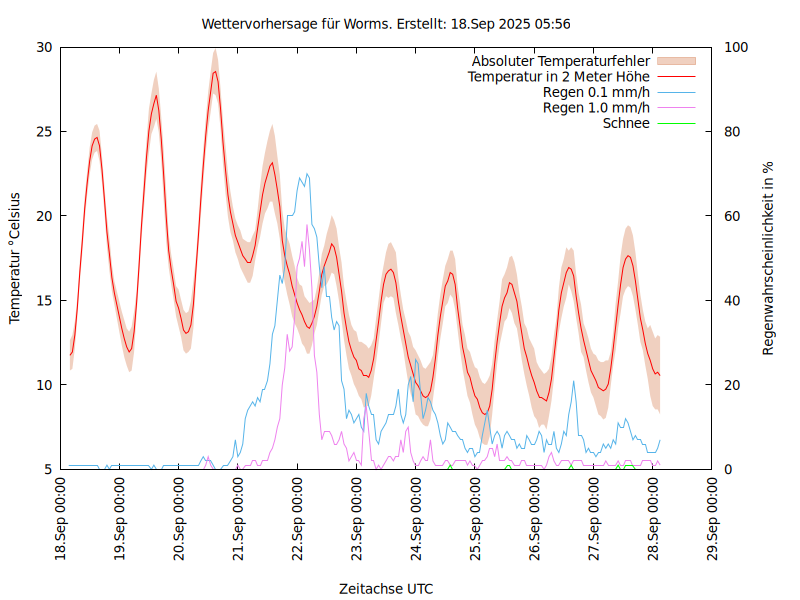 Wettervorhersage für Worms. Erstellt: 18.Sep 2025 05:56
30
25
20
15
10
5
100
80
60
40
20
0
Temperatur °Celsius
Regenwahrscheinlichkeit in %
Absoluter Temperaturfehler
Temperatur in 2 Meter Höhe
Regen 0.1 mm/h
Regen 1.0 mm/h
Schnee
18.Sep 00:00
19.Sep 00:00
20.Sep 00:00
21.Sep 00:00
22.Sep 00:00
23.Sep 00:00
24.Sep 00:00
25.Sep 00:00
26.Sep 00:00
27.Sep 00:00
28.Sep 00:00
29.Sep 00:00
Zeitachse UTC